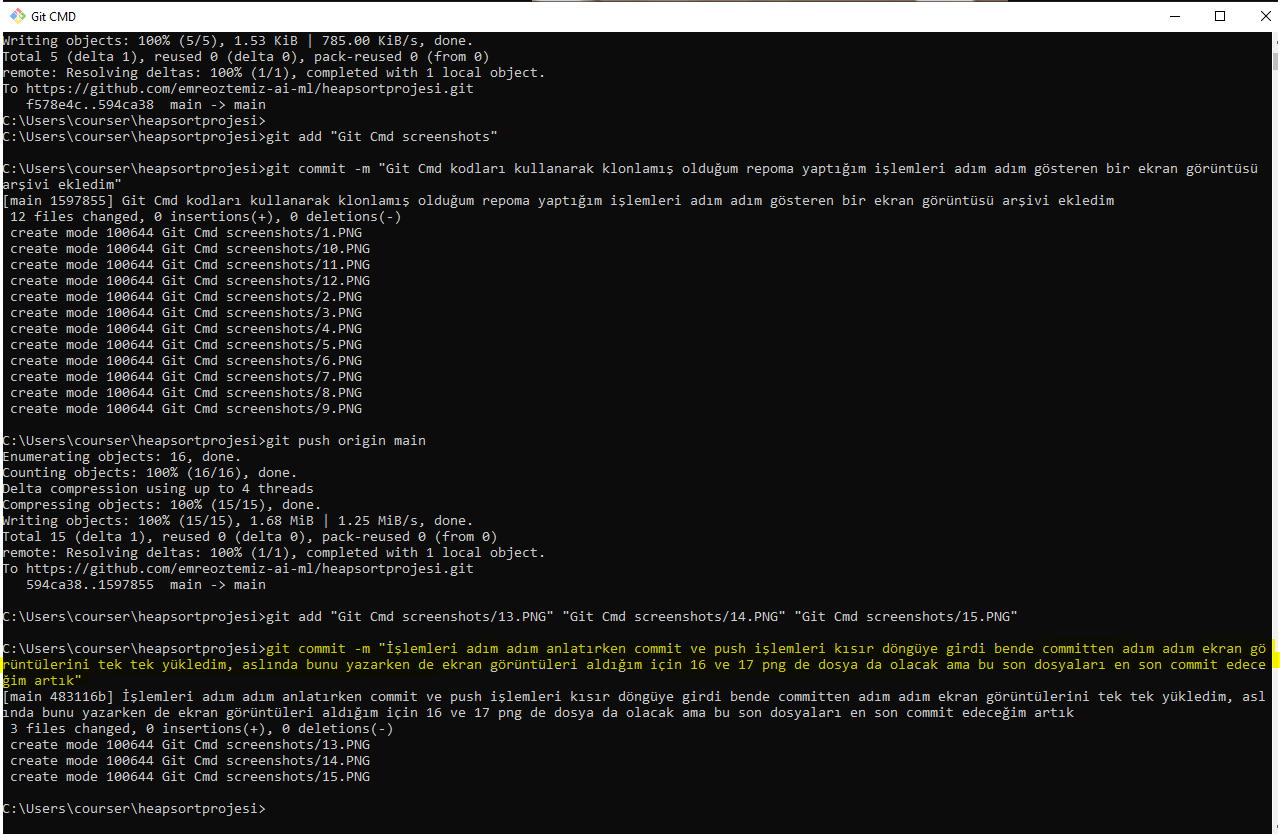 Git CMD
Writing objects: 100% (5/5), 1.53 KiB | 785.00 KiB/s, done.
Total 5 (delta 1), reused 0 (delta 0), pack-reused 0 (from 0)
remote: Resolving deltas: 100% (1/1), completed with 1 local object.
To https://github.com/emreoztemiz-ai-ml/heapsortprojesi.git
   f578e4c..594ca38  main -> main
C:\Users\courser\heapsortprojesi>
C:\Users\courser\heapsortprojesi>git add "Git Cmd screenshots"
C:\Users\courser\heapsortprojesi>git commit -m "Git Cmd kodları kullanarak klonlamış olduğum repoma yaptığım işlemleri adım adım gösteren bir ekran görüntüsü
arşivi ekledim"
[main 1597855] Git Cmd kodları kullanarak klonlamış olduğum repoma yaptığım işlemleri adım adım gösteren bir ekran görüntüsü arşivi ekledim
 12 files changed, 0 insertions(+), 0 deletions(-)
 create mode 100644 Git Cmd screenshots/1.PNG
 create mode 100644 Git Cmd screenshots/10.PNG
 create mode 100644 Git Cmd screenshots/11.PNG
 create mode 100644 Git Cmd screenshots/12.PNG
 create mode 100644 Git Cmd screenshots/2.PNG
 create mode 100644 Git Cmd screenshots/3.PNG
 create mode 100644 Git Cmd screenshots/4.PNG
 create mode 100644 Git Cmd screenshots/5.PNG
 create mode 100644 Git Cmd screenshots/6.PNG
 create mode 100644 Git Cmd screenshots/7.PNG
 create mode 100644 Git Cmd screenshots/8.PNG
 create mode 100644 Git Cmd screenshots/9.PNG
C:\Users\courser\heapsortprojesi>git push origin main
Enumerating objects: 16, done.
Counting objects: 100% (16/16), done.
Delta compression using up to 4 threads
Compressing objects: 100% (15/15), done.
Writing objects: 100% (15/15), 1.68 MiB | 1.25 MiB/s, done.
Total 15 (delta 1), reused 0 (delta 0), pack-reused 0 (from 0)
remote: Resolving deltas: 100% (1/1), completed with 1 local object.
To https://github.com/emreoztemiz-ai-ml/heapsortprojesi.git
   594ca38..1597855  main -> main
C:\Users\courser\heapsortprojesi>git add "Git Cmd screenshots/13.PNG" "Git Cmd screenshots/14.PNG" "Git Cmd screenshots/15.PNG"
C:\Users\courser\heapsortprojesi>git commit -m "İşlemleri adım adım anlatırken commit ve push işlemleri kısır döngüye girdi bende committen adım adım ekran gö
rüntülerini tek tek yükledim, aslında bunu yazarken de ekran görüntüleri aldığım için 16 ve 17 png de dosya da olacak ama bu son dosyaları en son commit edece
ğim artık"
[main 483116b] İşlemleri adım adım anlatırken commit ve push işlemleri kısır döngüye girdi bende committen adım adım ekran görüntülerini tek tek yükledim, asl
ında bunu yazarken de ekran görüntüleri aldığım için 16 ve 17 png de dosya da olacak ama bu son dosyaları en son commit edeceğim artık
 3 files changed, 0 insertions(+), 0 deletions(-)
 create mode 100644 Git Cmd screenshots/13.PNG
 create mode 100644 Git Cmd screenshots/14.PNG
 create mode 100644 Git Cmd screenshots/15.PNG
C:\Users\courser\heapsortprojesi>